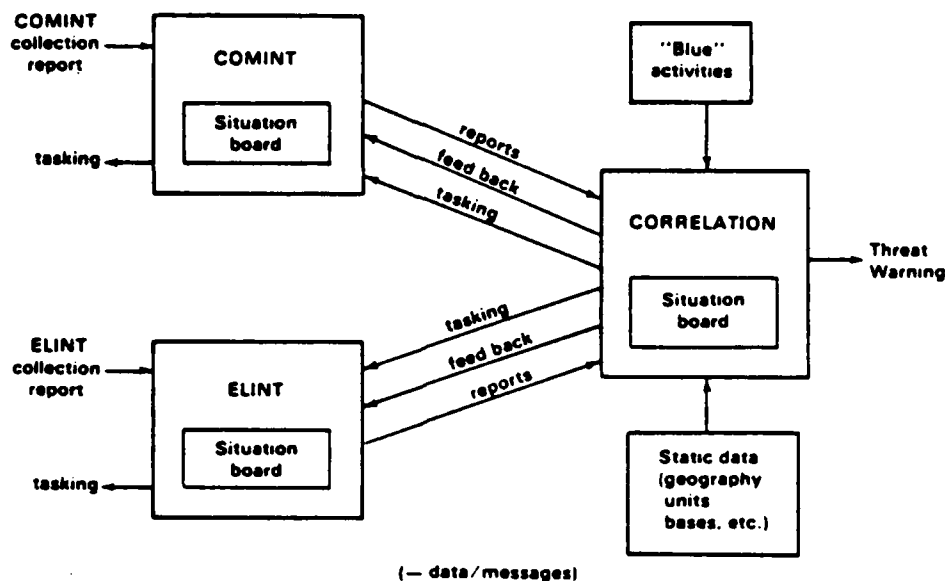 COMINT
collection
report
COMINT
Situation
board
tasking
"Blue"
activities
reports
feed back
tasking
CORRELATION
Situation
board
Threat
Warning
tasking
feed back
reports
ELINT
collection
report
ELINT
Situation
board
tasking
Static data
(geography
units
bases, etc.)
(— data/messages)